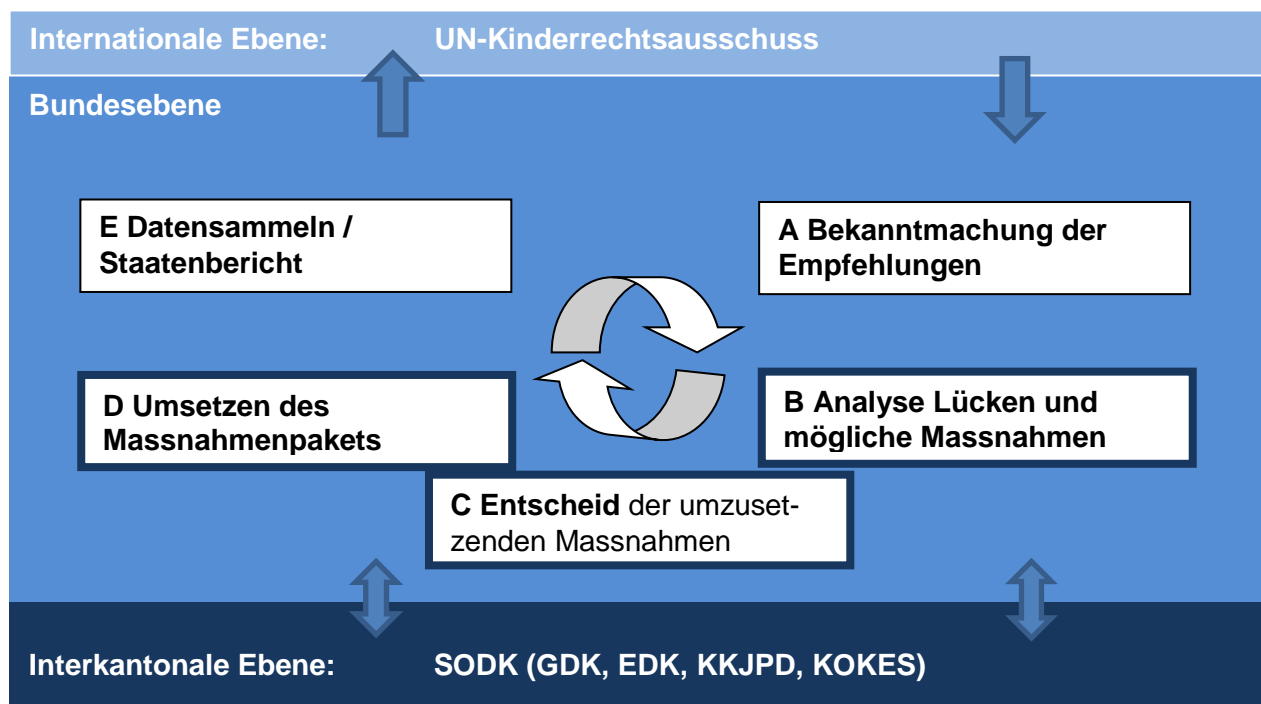 Internationale Ebene: UN-Kinderrechtsausschuss
Bundesebene
E Datensammeln /
Staatenbericht
A Bekanntmachung der
Empfehlungen
D Umsetzen des
Massnahmenpakets
B Analyse Lücken und
mögliche Massnahmen
C Entscheid der umzuset-
zenden Massnahmen
Interkantonale Ebene: SODK (GDK, EDK, KKJPD, KOKES)